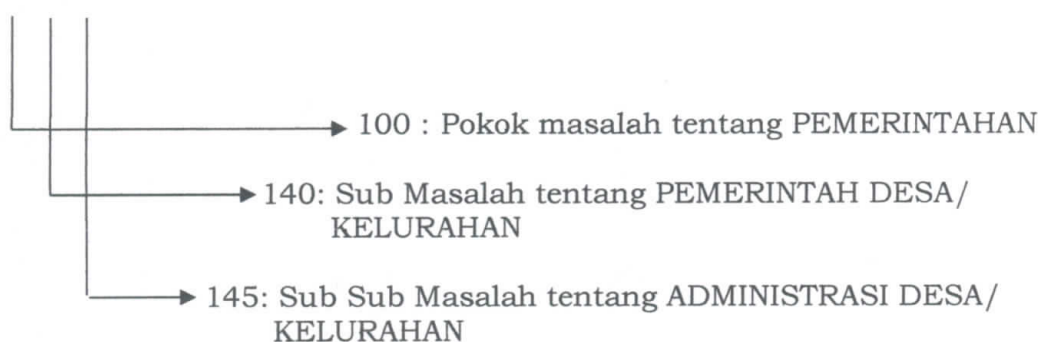 100 : Pokok masalah tentang PEMERINTAHAN
140: Sub Masalah tentang PEMERINTAH DESA/
KELURAHAN
145: Sub Sub Masalah tentang ADMINISTRASI DESA/
KELURAHAN